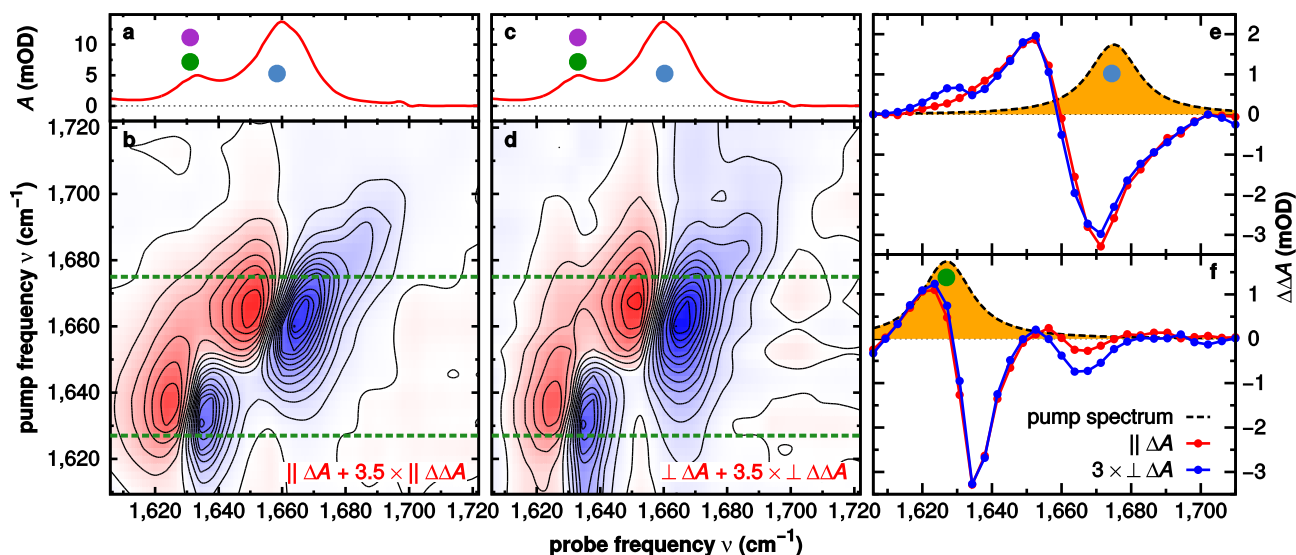 a
c
e
A (mOD)
10
5
0
2
1
0
−1
−2
−3
b
d
1,720
1,700
1,680
1,660
1,640
1,620
pump frequency ν (cm⁻¹)
|| ΔA + 3.5 × || ΔΔA
⊥ ΔA + 3.5 × ⊥ ΔΔA
ΔΔA (mOD)
f
1
0
−1
−2
−3
pump spectrum
|| ΔA
3 × ⊥ ΔA
1,620 1,640 1,660 1,680 1,700 1,720
1,620 1,640 1,660 1,680 1,700
1,620 1,640 1,660 1,680 1,700
probe frequency ν (cm⁻¹)